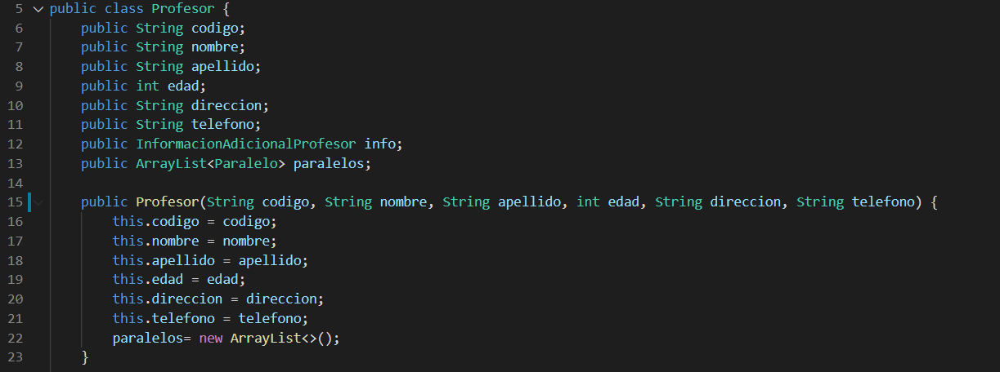 5 public class Profesor {
6 public String codigo;
7 public String nombre;
8 public String apellido;
9 public int edad;
10 public String direccion;
11 public String telefono;
12 public InformacionAdicionalProfesor info;
13 public ArrayList<Paralelo> paralelos;
14
15 public Profesor(String codigo, String nombre, String apellido, int edad, String direccion, String telefono) {
16 this.codigo = codigo;
17 this.nombre = nombre;
18 this.apellido = apellido;
19 this.edad = edad;
20 this.direccion = direccion;
21 this.telefono = telefono;
22 paralelos= new ArrayList<>();
23 }